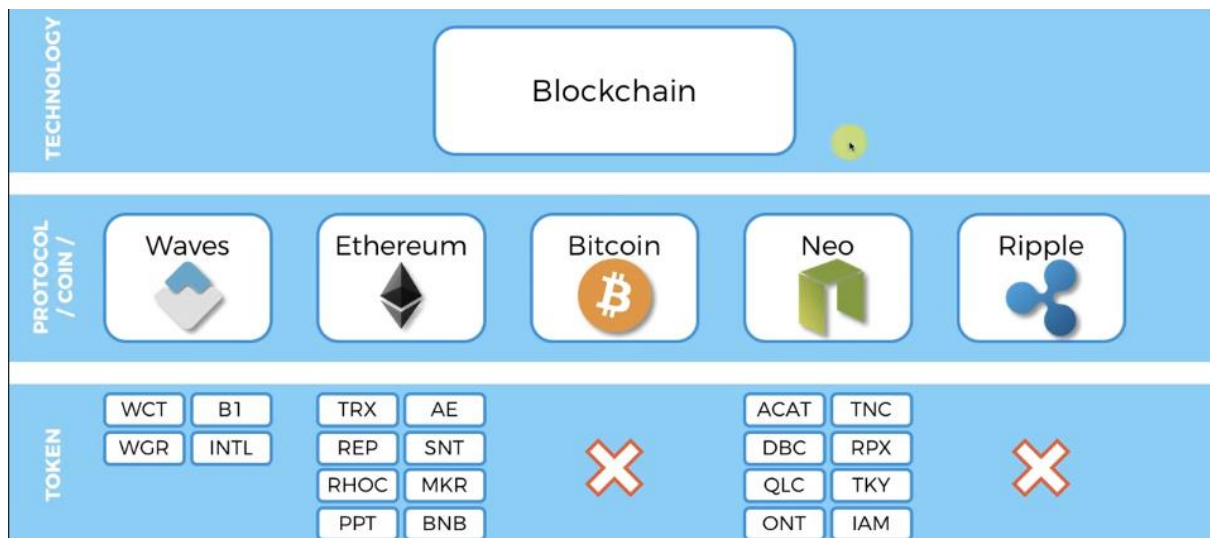 TECHNOLOGY
Blockchain
PROTOCOL
/ COIN /
Waves
Ethereum
Bitcoin
Neo
Ripple
TOKEN
WCT B1
WGR INTL
TRX AE
REP SNT
RHOC MKR
PPT BNB
ACAT TNC
DBC RPX
QLC TKY
ONT IAM